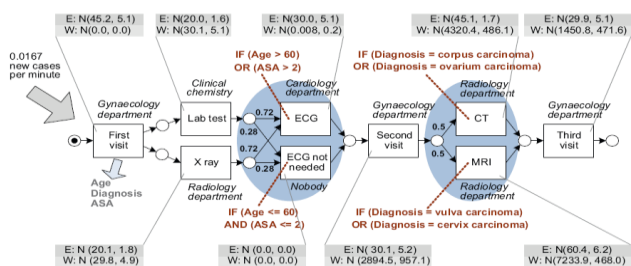 E: N(45.2, 5.1)
W: N(0.0, 0.0)
E: N(20.0, 1.6)
W: N(30.1, 5.1)
E: N(30.0, 5.1)
W: N(0.008, 0.2)
E: N(45.1, 1.7)
W: N(4320.4, 486.1)
E: N(29.9, 5.1)
W: N(1450.8, 471.6)
0.0167
new cases
per minute
IF (Age > 60)
OR (ASA > 2)
IF (Diagnosis = corpus carcinoma)
OR (Diagnosis = ovarium carcinoma)
Gynaecology
department
Clinical
chemistry
Cardiology
department
Gynaecology
department
Radiology
department
Gynaecology
department
First
visit
Lab test
0.72
0.28
ECG
Second
visit
0.5
CT
Third
visit
X ray
0.72
0.28
ECG not
needed
0.5
MRI
Age
Diagnosis
ASA
Radiology
department
Nobody
Radiology
department
IF (Age <= 60)
AND (ASA <= 2)
IF (Diagnosis = vulva carcinoma)
OR (Diagnosis = cervix carcinoma)
E: N (20.1, 1.8)
W: N (29.8, 4.9)
E: N (0.0, 0.0)
W: N (0.0, 0.0)
E: N (30.1, 5.2)
W: N (2894.5, 957.1)
E: N (60.4, 6.2)
W: N(7233.9, 468.0)